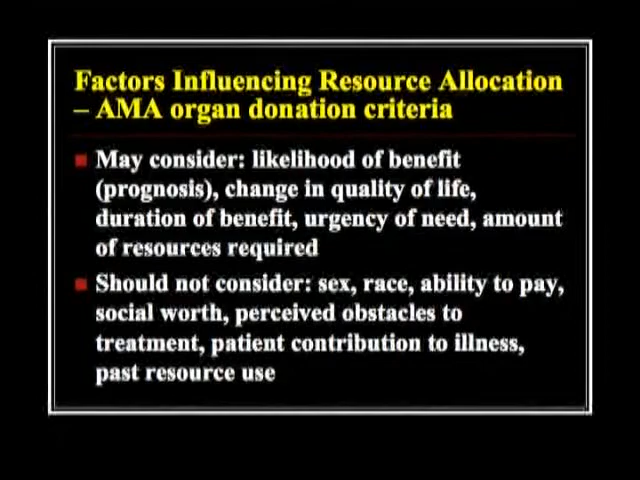 Factors Influencing Resource Allocation
– AMA organ donation criteria
May consider: likelihood of benefit
(prognosis), change in quality of life,
duration of benefit, urgency of need, amount
of resources required
Should not consider: sex, race, ability to pay,
social worth, perceived obstacles to
treatment, patient contribution to illness,
past resource use